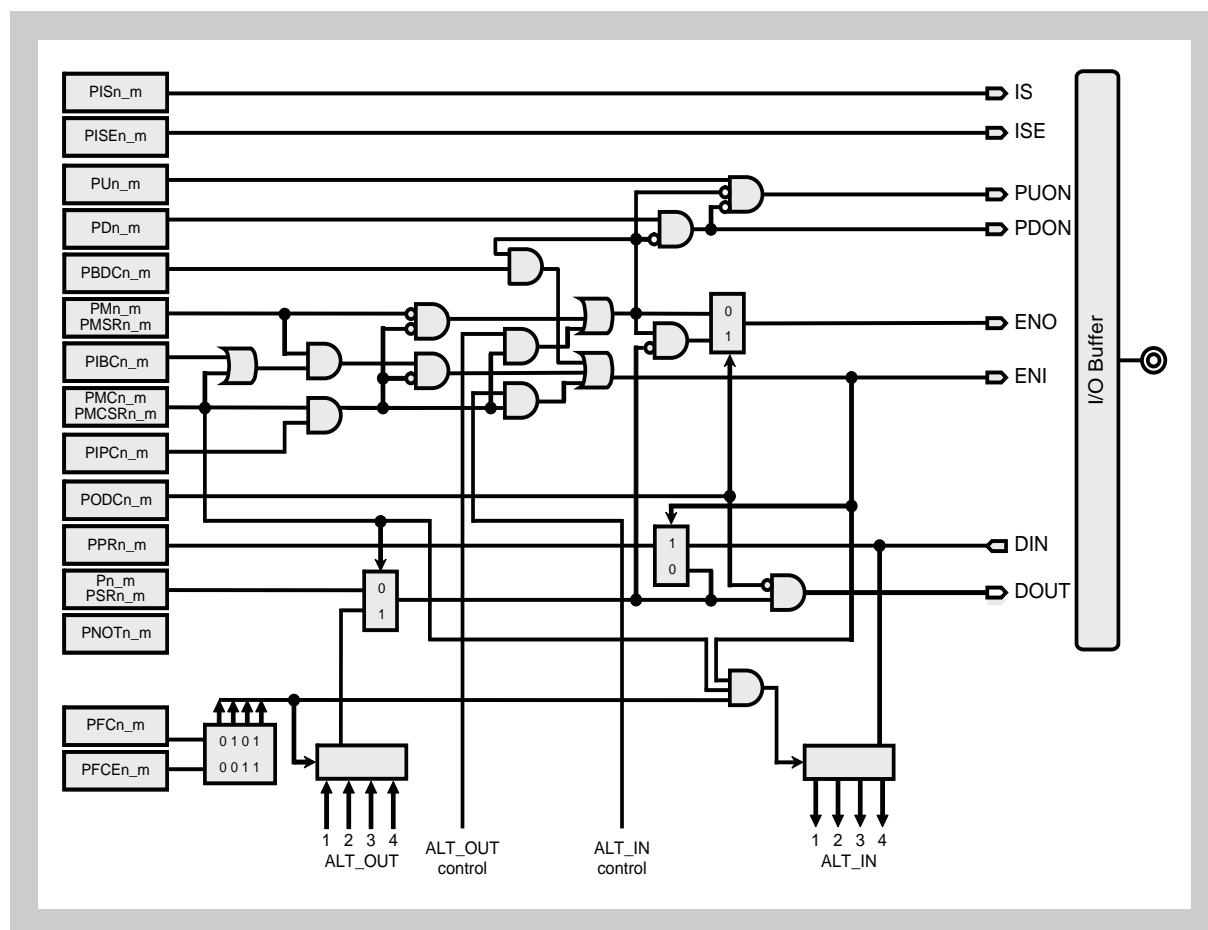 PISn_m
IS
PISEn_m
ISE
PUn_m
PUON
PDn_m
PDON
PBDCn_m
PMn_m
PMSRn_m
0
1
ENO
PIBCn_m
ENI
PMCn_m
PMCSRn_m
PIPCn_m
PODCn_m
PPRn_m
1
0
DIN
Pn_m
PSRn_m
0
1
DOUT
PNOTn_m
I/O Buffer
PFCn_m
PFCEn_m
0 1 0 1
0 0 1 1
1 2 3 4
ALT_OUT
ALT_OUT
control
ALT_IN
control
1 2 3 4
ALT_IN